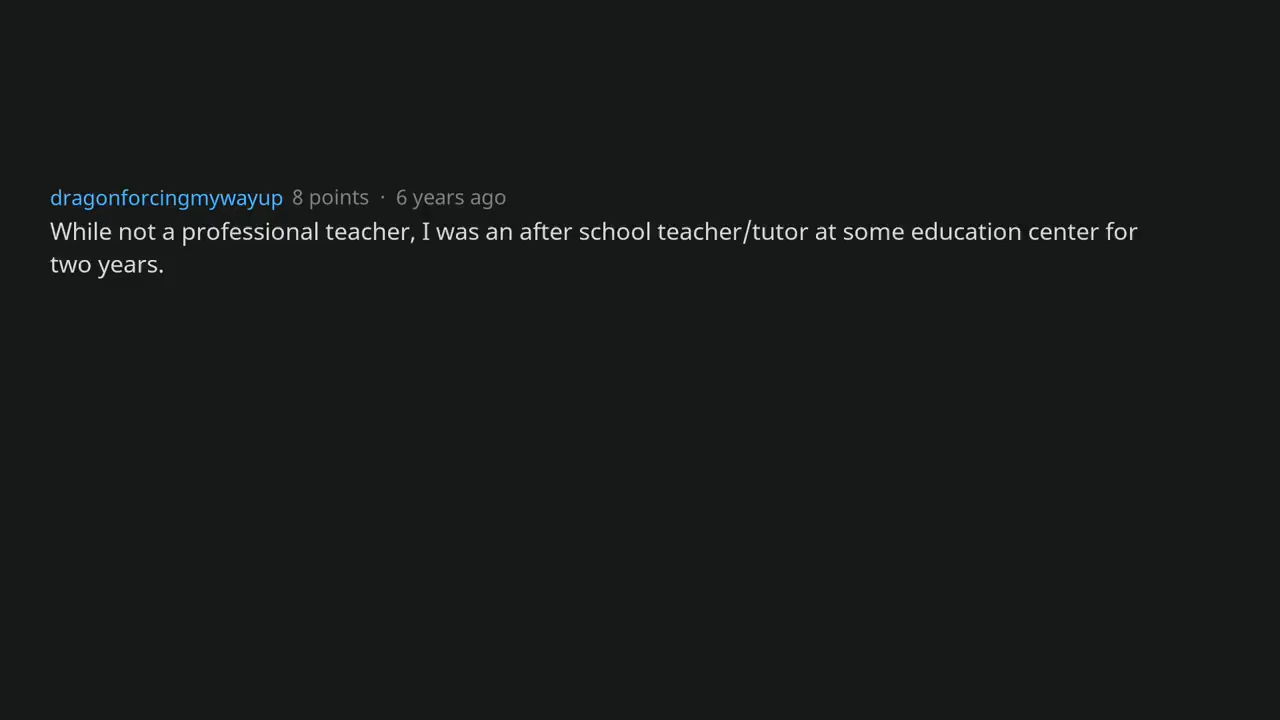 dragonforcingmywayup 8 points · 6 years ago
While not a professional teacher, I was an after school teacher/tutor at some education center for
two years.